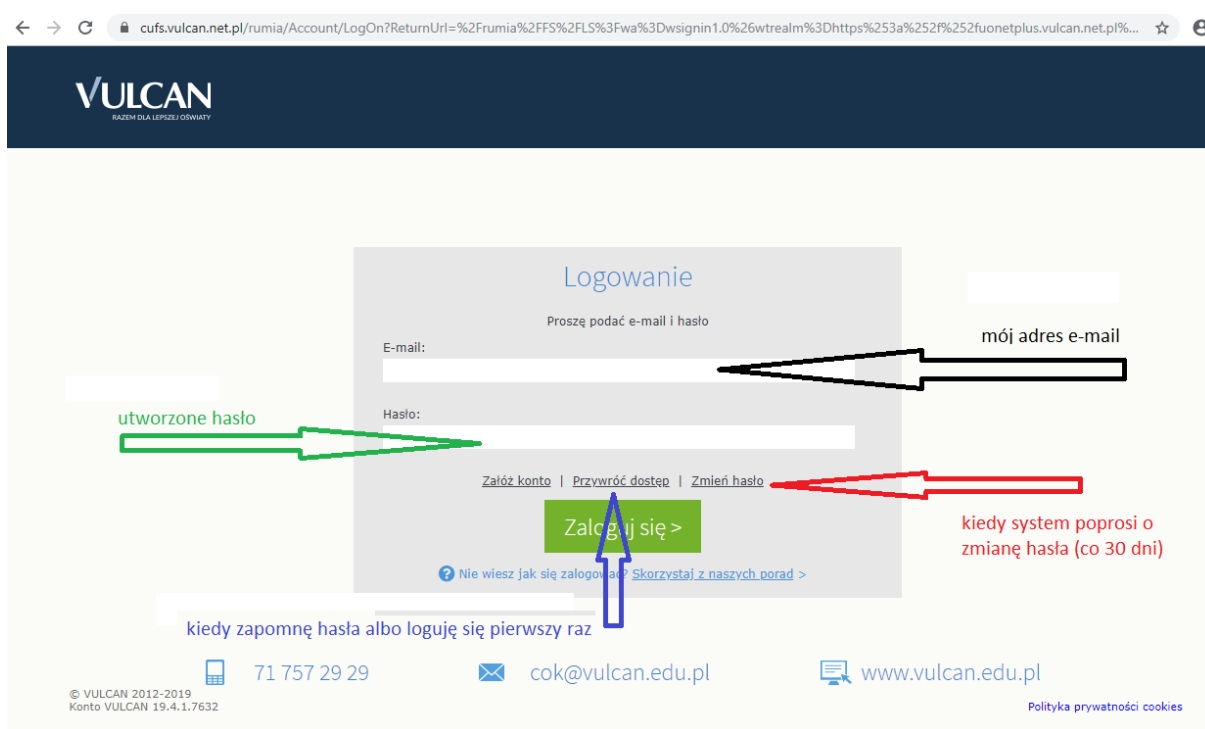 cufs.vulcan.net.pl/rumia/Account/LogOn?ReturnUrl=%2Frumia%2FFS%2FLS%3Fwa%3Dwsignin1.0%26wtrealm%3Dhttps%253a%252f%252fuonetplus.vulcan.net.pl%...
VULCAN
RAZEM DLA LEPSZEJ OŚWIATY
Logowanie
Proszę podać e-mail i hasło
mój adres e-mail
E-mail:
utworzone hasło
Hasło:
Załóż konto | Przywróć dostęp | Zmień hasło
Zaloguj się >
kiedy system poprosi o
zmianę hasła (co 30 dni)
? Nie wiesz jak się zalogować? Skorzystaj z naszych porad >
kiedy zapomnę hasła albo loguję się pierwszy raz
71 757 29 29
cok@vulcan.edu.pl
www.vulcan.edu.pl
© VULCAN 2012-2019
Konto VULCAN 19.4.1.7632
Polityka prywatności cookies